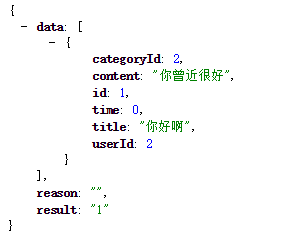 {
- data: [
- {
categoryId: 2,
content: "你曾近很好",
id: 1,
time: 0,
title: "你好啊",
userId: 2
}
],
reason: "",
result: "1"
}